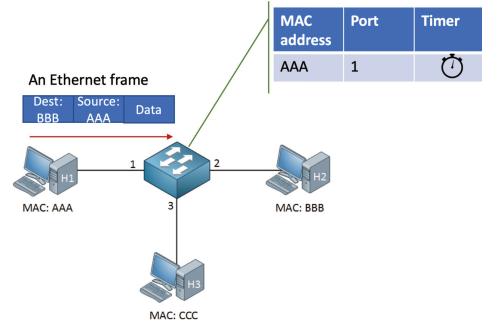 MAC address
Port
Timer
AAA
1
An Ethernet frame
Dest: BBB
Source: AAA
Data
1
2
3
H1
H2
H3
MAC: AAA
MAC: BBB
MAC: CCC